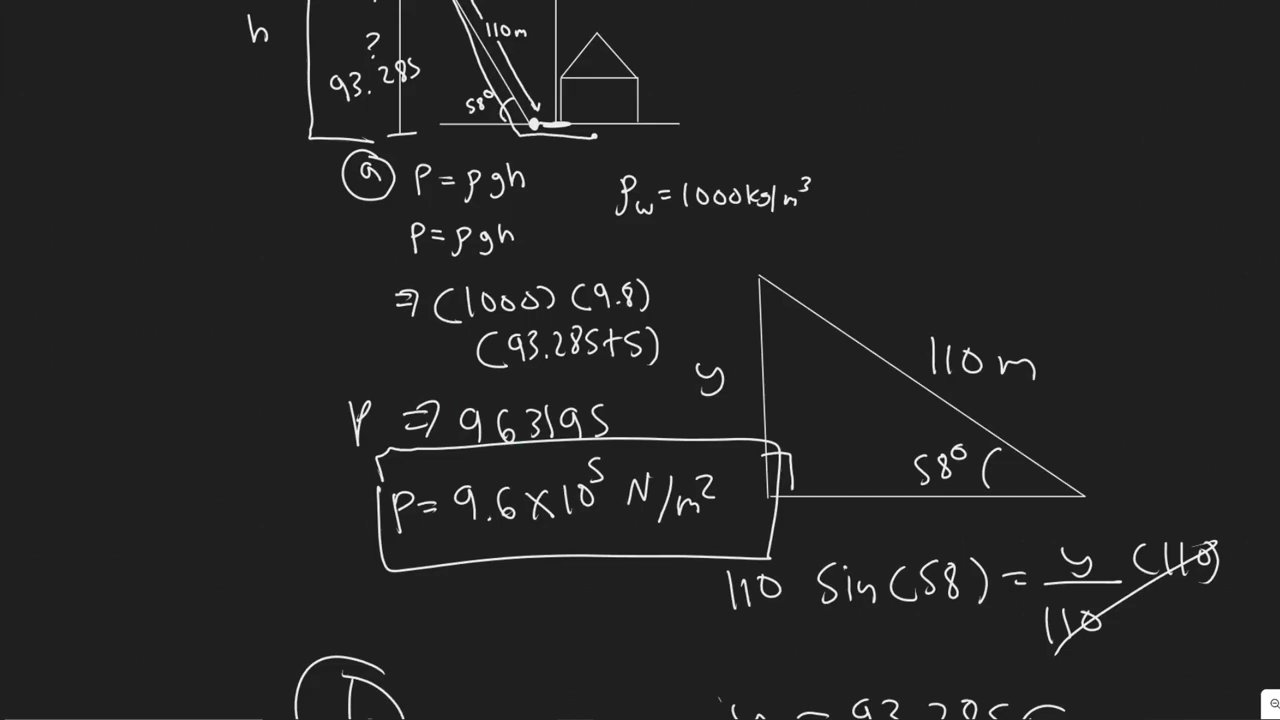 h
110m
?
93.285
58°
ⓐ P = ρgh
ρw = 1000kg/m³
P = ρgh
⇒ (1000) (9.8)
(93.285+5)
110 m
y
P ⇒ 963195
58°
P = 9.6 × 10⁵ N/m²
110 sin(58) = y/110 (110)